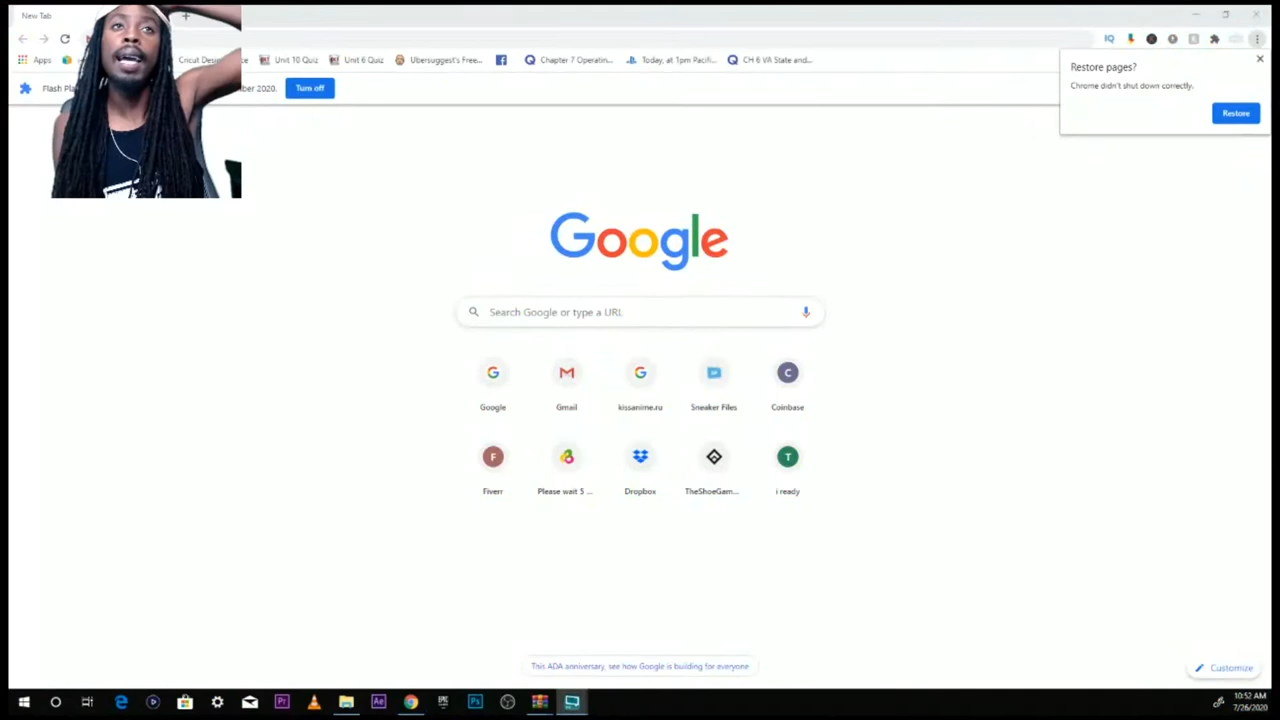 New Tab
Apps
Cricut Des
ce
Unit 10 Quiz
Unit 6 Quiz
Ubersuggest's Free...
Chapter 7 Operatin...
Today, at 1pm Pacifi...
CH 6 VA State and...
Flash Pla
ber 2020.
Turn off
Restore pages?
Chrome didn't shut down correctly.
Restore
Google
Search Google or type a URL
Google
Gmail
kissanime.ru
Sneaker Files
Coinbase
Fiverr
Please wait 5 ...
Dropbox
TheShoeGam...
i ready
This ADA anniversary, see how Google is building for everyone
Customize
10:52 AM
7/26/2020